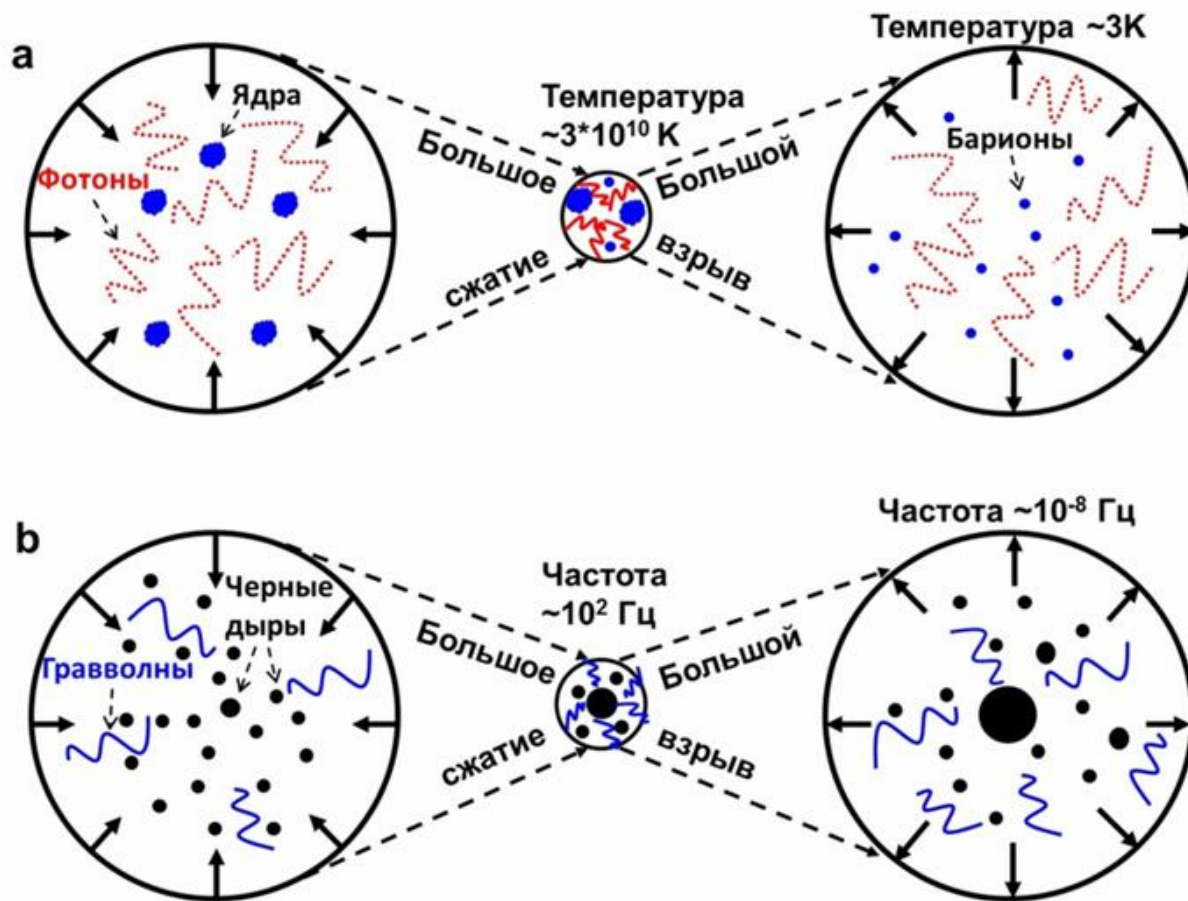 a
Температура ~3K
Ядра
Температура
~3*10¹⁰ K
Фотоны
Большое
сжатие
Большой
взрыв
Барионы
b
Частота ~10⁻⁸ Гц
Черные
дыры
Частота
~10² Гц
Гравволны
Большое
сжатие
Большой
взрыв